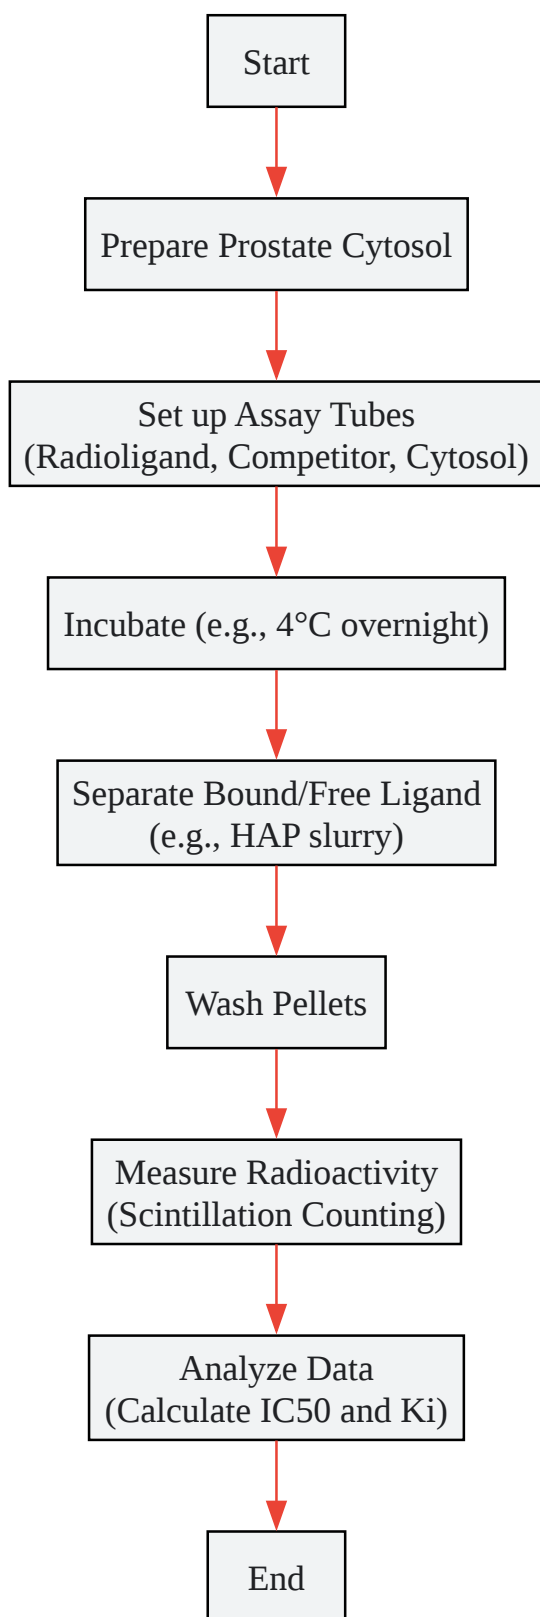 Start
Prepare Prostate Cytosol
Set up Assay Tubes
(Radioligand, Competitor, Cytosol)
Incubate (e.g., 4°C overnight)
Separate Bound/Free Ligand
(e.g., HAP slurry)
Wash Pellets
Measure Radioactivity
(Scintillation Counting)
Analyze Data
(Calculate IC50 and Ki)
End